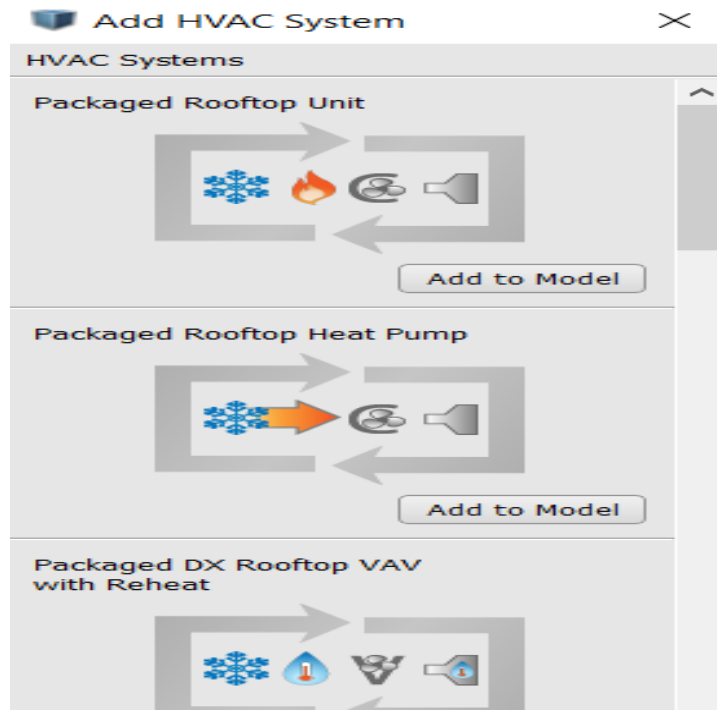 Add HVAC System
HVAC Systems
Packaged Rooftop Unit
Add to Model
Packaged Rooftop Heat Pump
Add to Model
Packaged DX Rooftop VAV
with Reheat